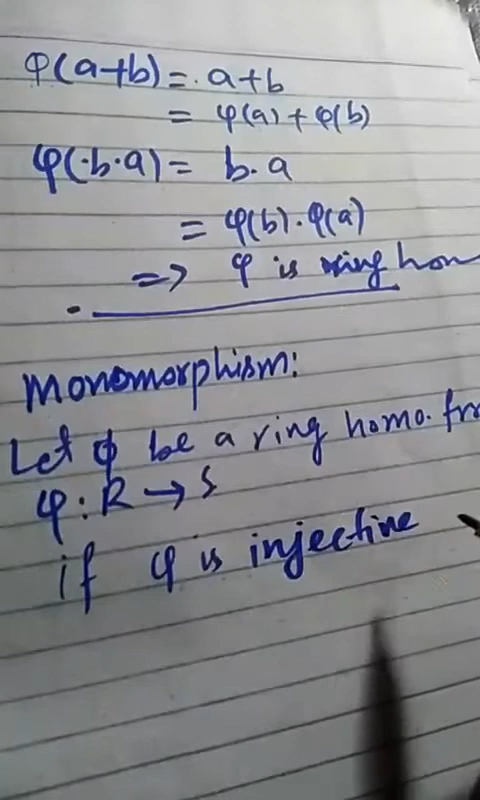 φ(a+b) = a+b
= φ(a) + φ(b)
φ(b·a) = b·a
= φ(b)·φ(a)
=> φ is ring hom
Monomorphism:
Let ϕ be a ring homo. fr
φ : R → S
if φ is injective